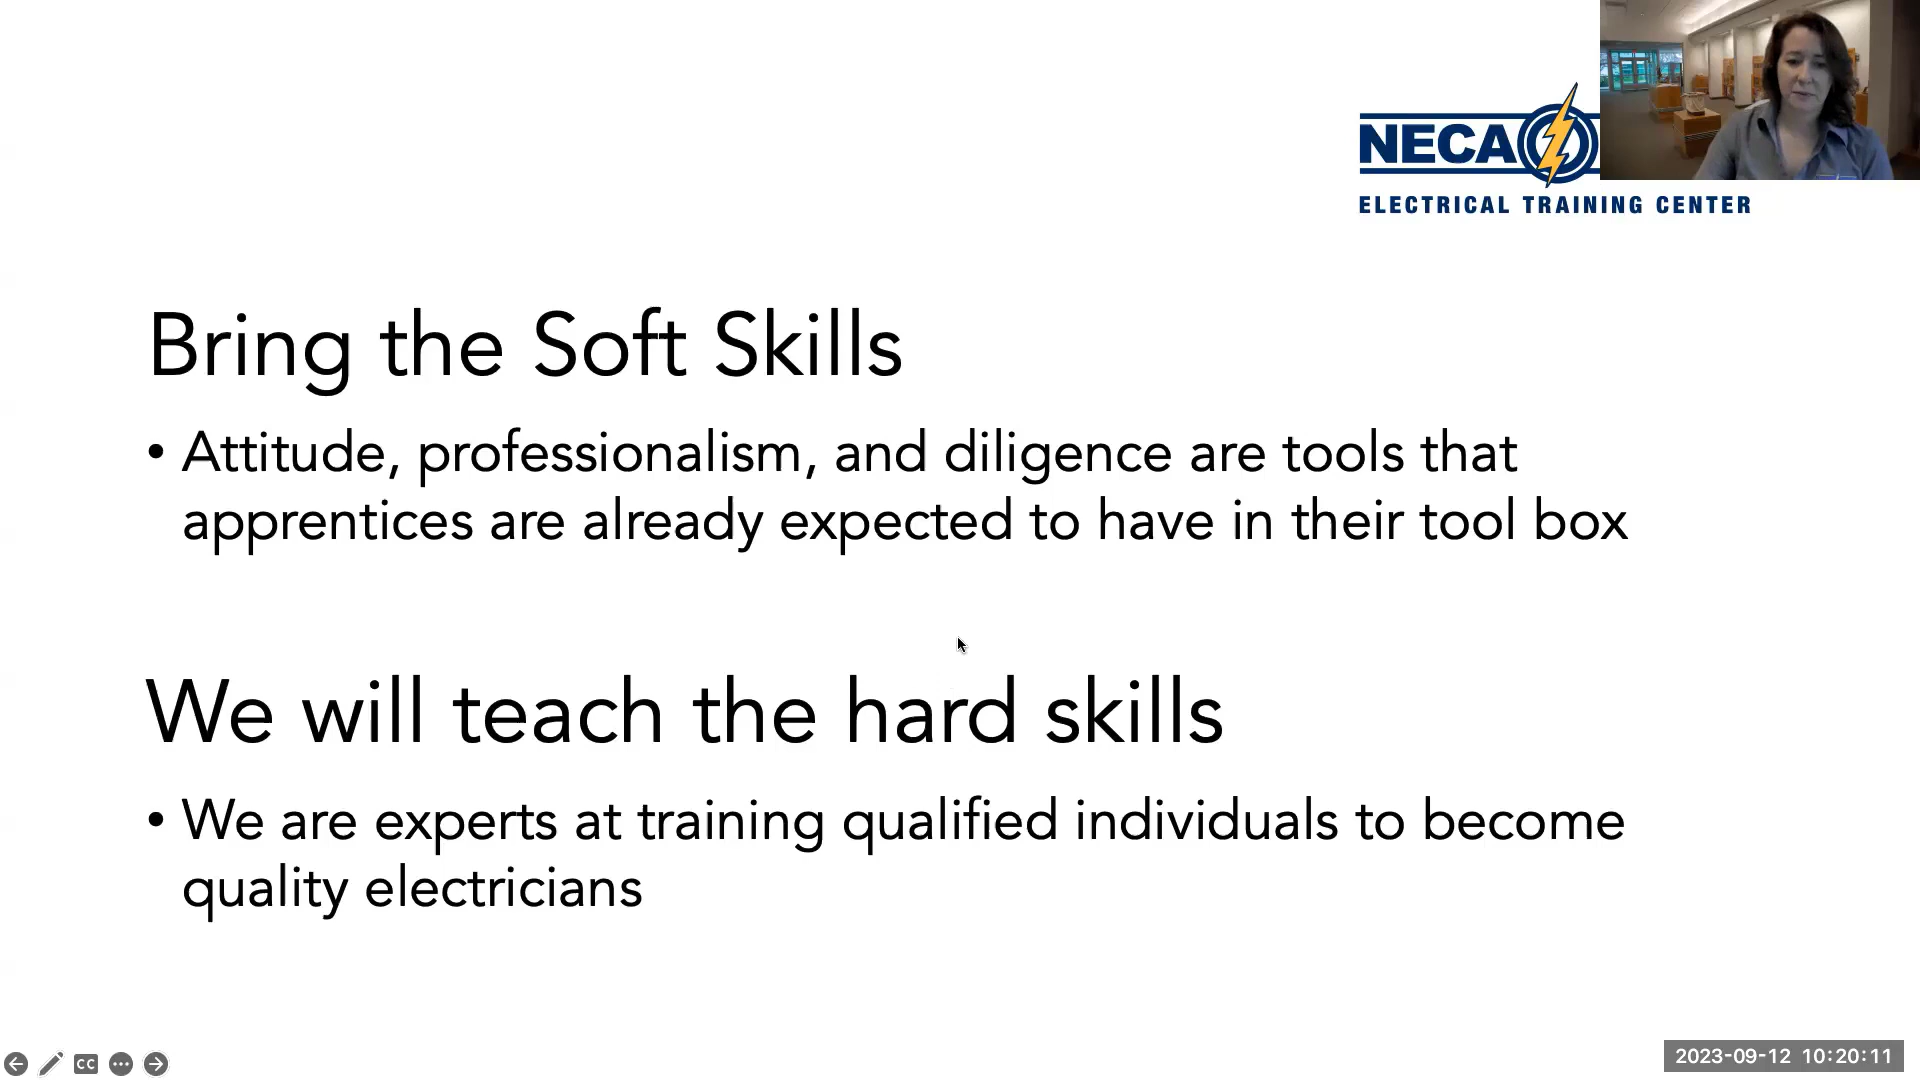 NECA
ELECTRICAL TRAINING CENTER
Bring the Soft Skills
• Attitude, professionalism, and diligence are tools that
apprentices are already expected to have in their tool box
We will teach the hard skills
• We are experts at training qualified individuals to become
quality electricians
CC
2023-09-12 10:20:11